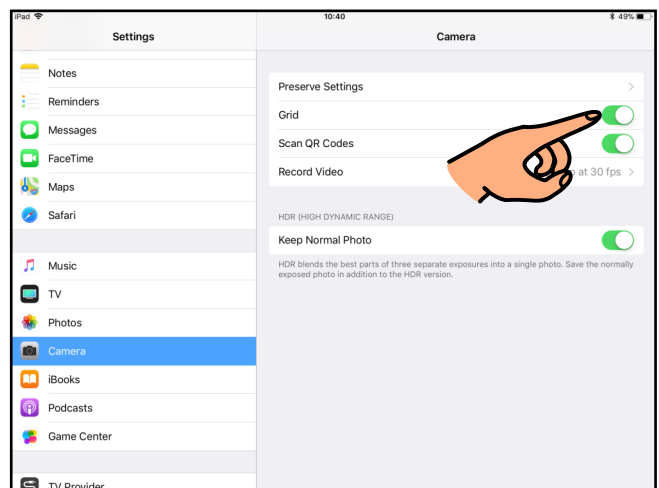 iPad 10:40 49%
Settings
Camera
Notes
Reminders
Messages
FaceTime
Maps
Safari
Music
TV
Photos
Camera
iBooks
Podcasts
Game Center
TV Provider
Preserve Settings
Grid
Scan QR Codes
Record Video at 30 fps
HDR (HIGH DYNAMIC RANGE)
Keep Normal Photo
HDR blends the best parts of three separate exposures into a single photo. Save the normally
exposed photo in addition to the HDR version.